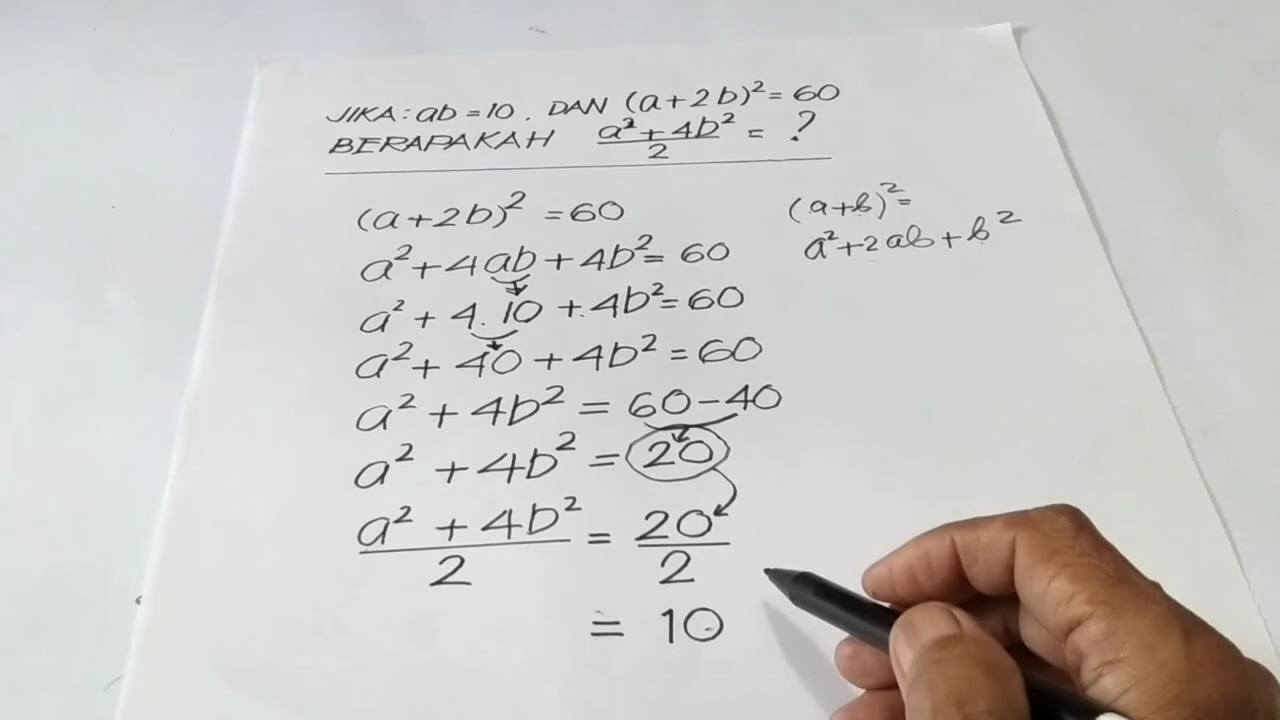 JIKA: ab = 10. DAN (a+2b)² = 60
BERAPAKAH (a² + 4b²)/2 = ?
(a+2b)² = 60
a² + 4ab + 4b² = 60
a² + 4.10 + 4b² = 60
a² + 40 + 4b² = 60
a² + 4b² = 60 - 40
a² + 4b² = 20
(a² + 4b²)/2 = 20/2
= 10
(a+b)² =
a² + 2ab + b²